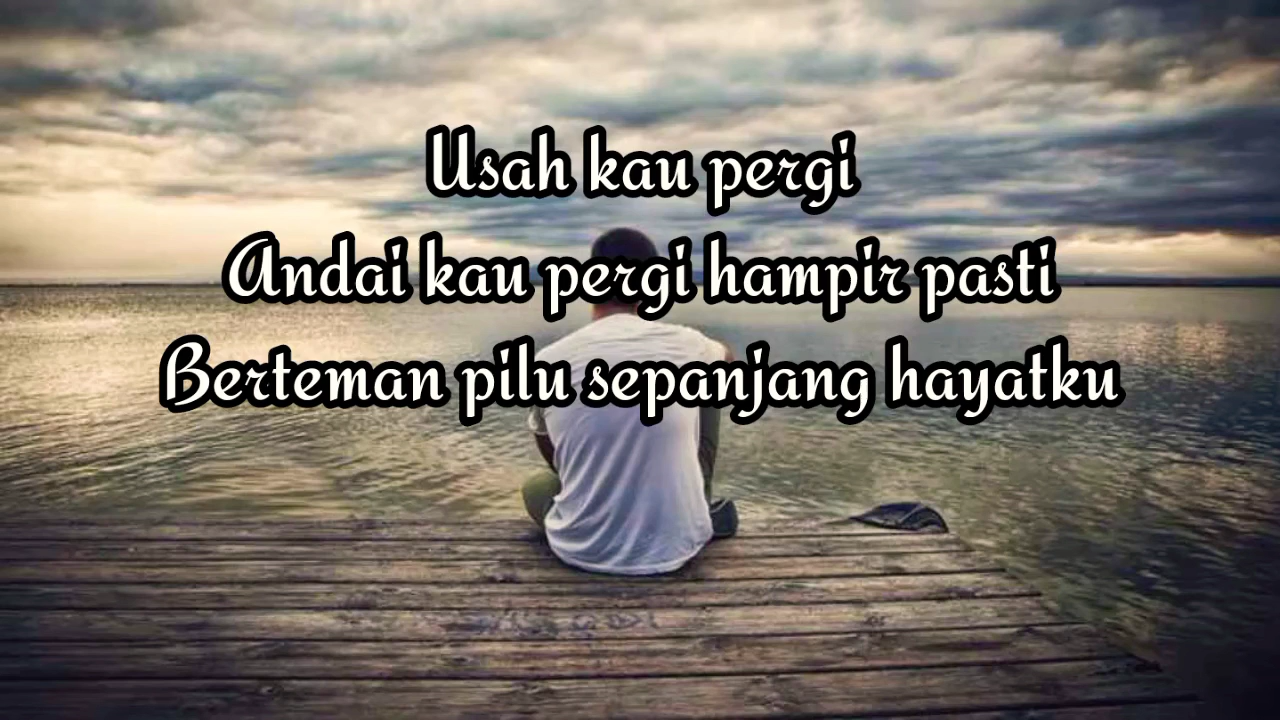 Usah kau pergi
Andai kau pergi hampir pasti
Berteman pilu sepanjang hayatku